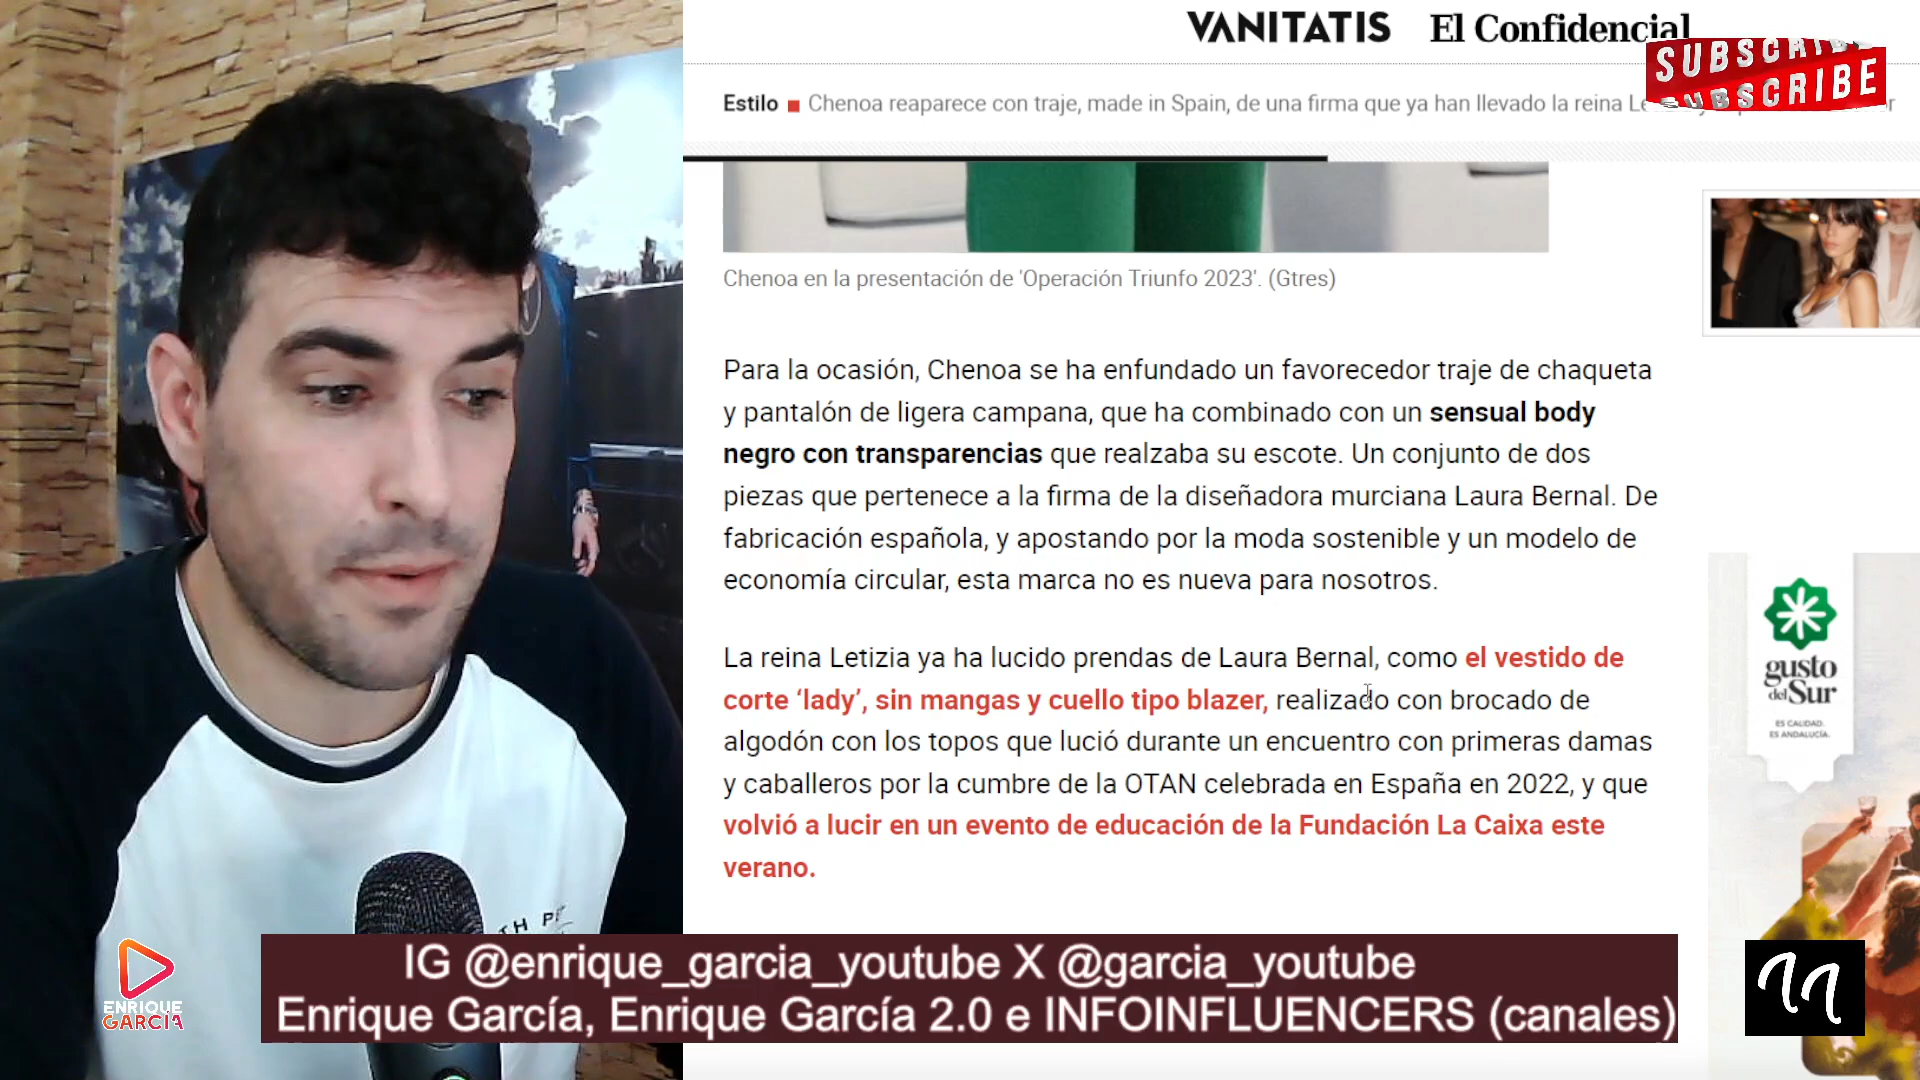 VANITATIS El Confidencial
SUBSCRIBE
SUBSCRIBE
Estilo Chenoa reaparece con traje, made in Spain, de una firma que ya han llevado la reina
Chenoa en la presentación de 'Operación Triunfo 2023'. (Gtres)
Para la ocasión, Chenoa se ha enfundado un favorecedor traje de chaqueta
y pantalón de ligera campana, que ha combinado con un sensual body
negro con transparencias que realzaba su escote. Un conjunto de dos
piezas que pertenece a la firma de la diseñadora murciana Laura Bernal. De
fabricación española, y apostando por la moda sostenible y un modelo de
economía circular, esta marca no es nueva para nosotros.
La reina Letizia ya ha lucido prendas de Laura Bernal, como el vestido de
corte ‘lady’, sin mangas y cuello tipo blazer, realizado con brocado de
algodón con los topos que lució durante un encuentro con primeras damas
y caballeros por la cumbre de la OTAN celebrada en España en 2022, y que
volvió a lucir en un evento de educación de la Fundación La Caixa este
verano.
gusto
del Sur
ES CALIDAD.
ES ANDALUCÍA.
IG @enrique_garcia_youtube X @garcia_youtube
Enrique García, Enrique García 2.0 e INFOINFLUENCERS (canales)
ENRIQUE
GARCÍA